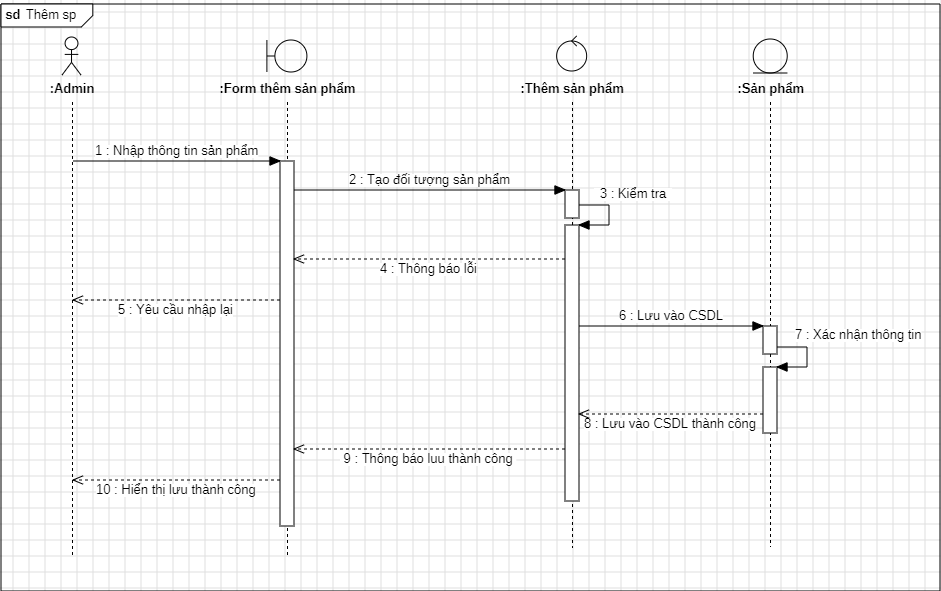 sd Thêm sp
:Admin
:Form thêm sản phẩm
:Thêm sản phẩm
:Sản phẩm
1 : Nhập thông tin sản phẩm
2 : Tạo đối tượng sản phẩm
3 : Kiểm tra
4 : Thông báo lỗi
5 : Yêu cầu nhập lại
6 : Lưu vào CSDL
7 : Xác nhận thông tin
8 : Lưu vào CSDL thành công
9 : Thông báo luu thành công
10 : Hiển thị lưu thành công